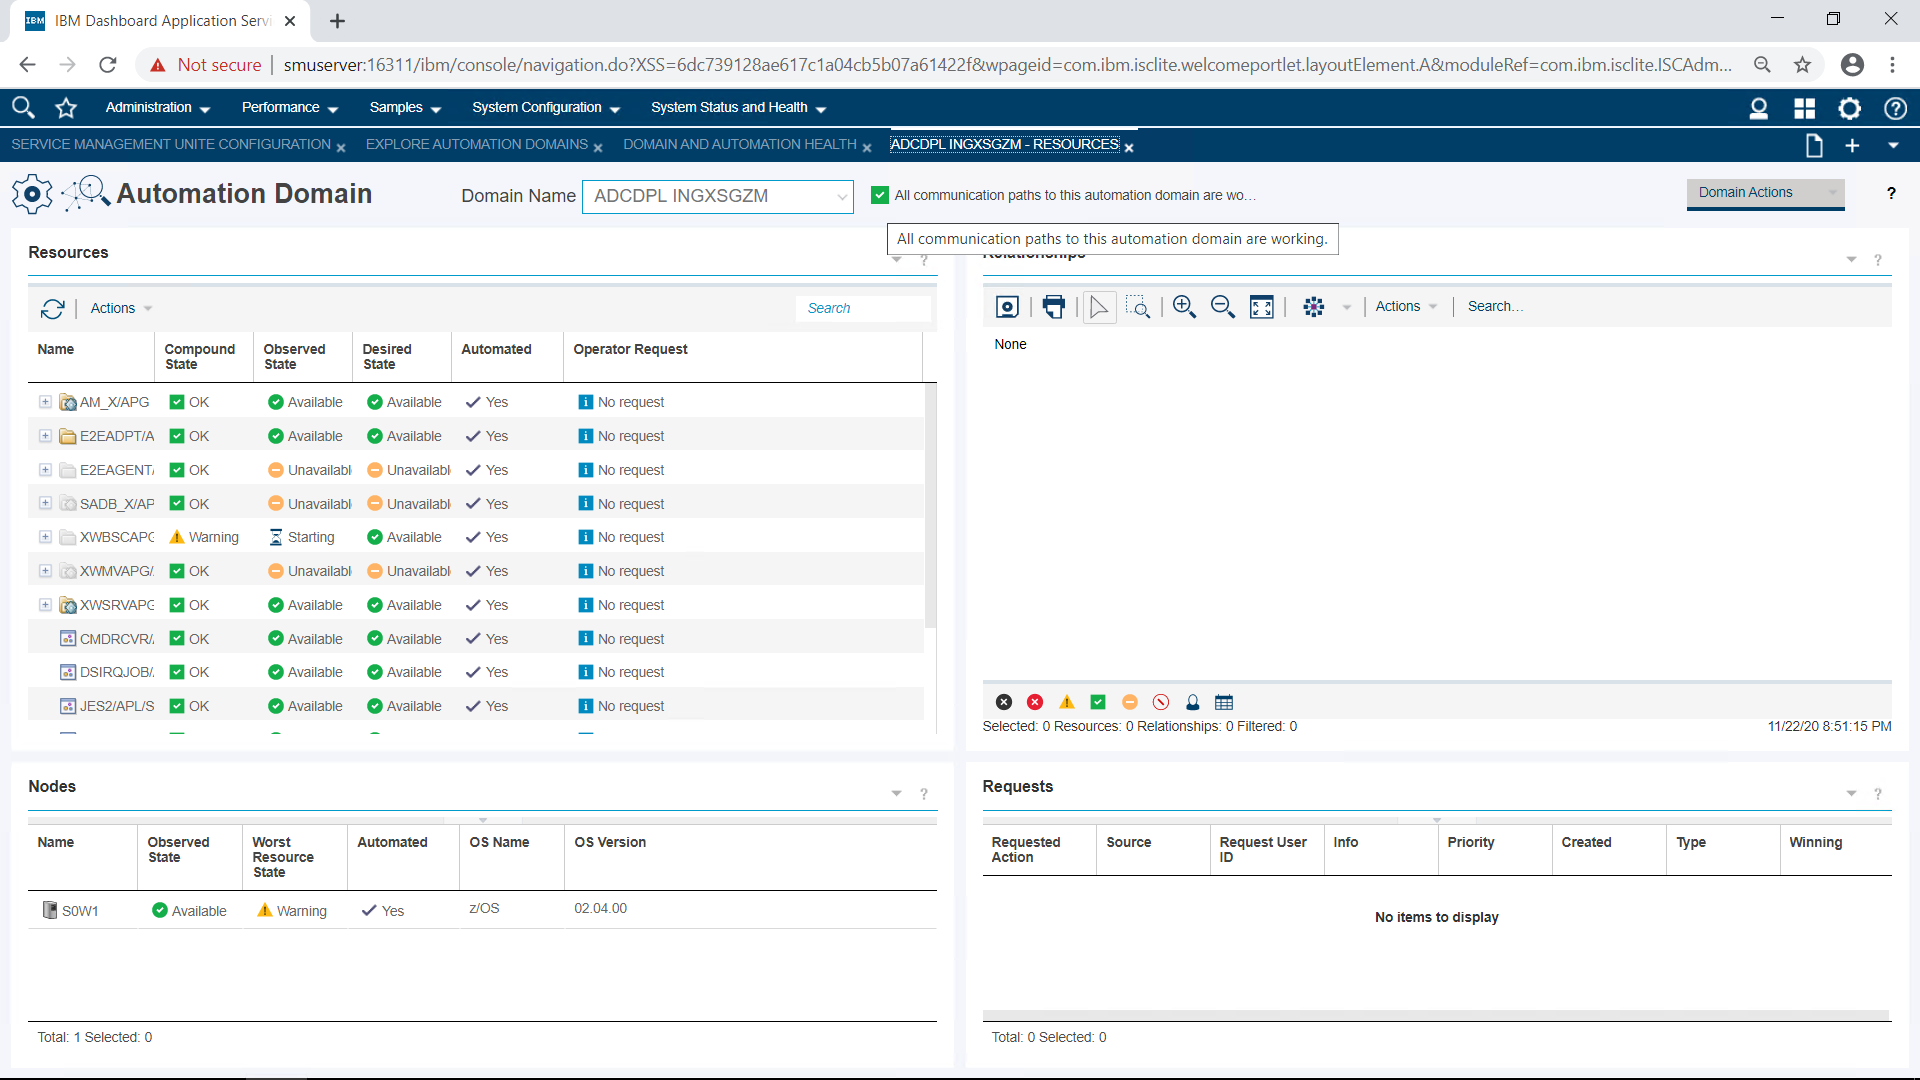 IBM IBM Dashboard Application Servi
Not secure smuserver:16311/ibm/console/navigation.do?XSS=6dc739128ae617c1a04cb5b07a61422f&wpageid=com.ibm.isclite.welcomeportlet.layoutElement.A&moduleRef=com.ibm.isclite.ISCAdm...
Administration Performance Samples System Configuration System Status and Health
SERVICE MANAGEMENT UNITE CONFIGURATION EXPLORE AUTOMATION DOMAINS DOMAIN AND AUTOMATION HEALTH ADCDPL INGXSGZM - RESOURCES
Automation Domain Domain Name ADCDPL INGXSGZM All communication paths to this automation domain are wo... Domain Actions ?
All communication paths to this automation domain are working.
Resources ?
Relationships ?
Actions Search
Actions Search...
Name Compound State Observed State Desired State Automated Operator Request
None
AM_X/APG OK Available Available Yes No request
E2EADPT/A OK Available Available Yes No request
E2EAGENT/ OK Unavailabl Unavailabl Yes No request
SADB_X/AP OK Unavailabl Unavailabl Yes No request
XWBSCAPG Warning Starting Available Yes No request
XWMVAPG/ OK Unavailabl Unavailabl Yes No request
XWSRVAPG OK Available Available Yes No request
CMDRCVR/ OK Available Available Yes No request
DSIRQJOB/ OK Available Available Yes No request
JES2/APL/S OK Available Available Yes No request
Selected: 0 Resources: 0 Relationships: 0 Filtered: 0 11/22/20 8:51:15 PM
Nodes ?
Name Observed State Worst Resource State Automated OS Name OS Version
S0W1 Available Warning Yes z/OS 02.04.00
Total: 1 Selected: 0
Requests ?
Requested Action Source Request User ID Info Priority Created Type Winning
No items to display
Total: 0 Selected: 0